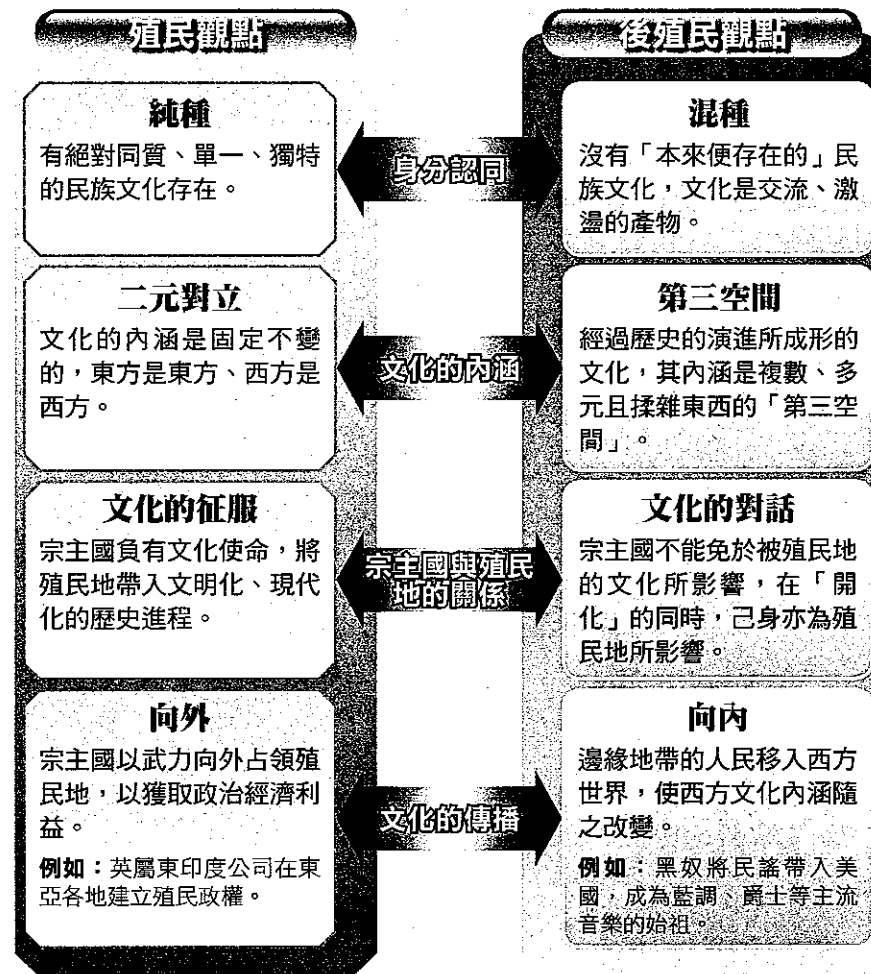 殖民觀點
後殖民觀點
純種
有絕對同質、單一、獨特
的民族文化存在。
身分認同
混種
沒有「本來便存在的」民
族文化，文化是交流、激
盪的產物。
二元對立
文化的內涵是固定不變
的，東方是東方、西方是
西方。
文化的內涵
第三空間
經過歷史的演進所成形的
文化，其內涵是複數、多
元且揉雜東西的「第三空
間」。
文化的征服
宗主國負有文化使命，將
殖民地帶入文明化、現代
化的歷史進程。
宗主國與殖民
地的關係
文化的對話
宗主國不能免於被殖民地
的文化所影響，在「開
化」的同時，己身亦為殖
民地所影響。
向外
宗主國以武力向外占領殖
民地，以獲取政治經濟利
益。
例如：英屬東印度公司在東
亞各地建立殖民政權。
文化的傳播
向內
邊緣地帶的人民移入西方
世界，使西方文化內涵隨
之改變。
例如：黑奴將民謠帶入美
國，成為藍調、爵士等主流
音樂的始祖。